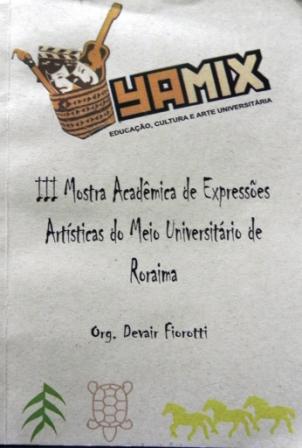 YAMIX
EDUCAÇÃO, CULTURA E ARTE UNIVERSITÁRIA
III Mostra Acadêmica de Expressões
Artísticas do Meio Universitário de
Roraima
Org. Devair Fiorotti